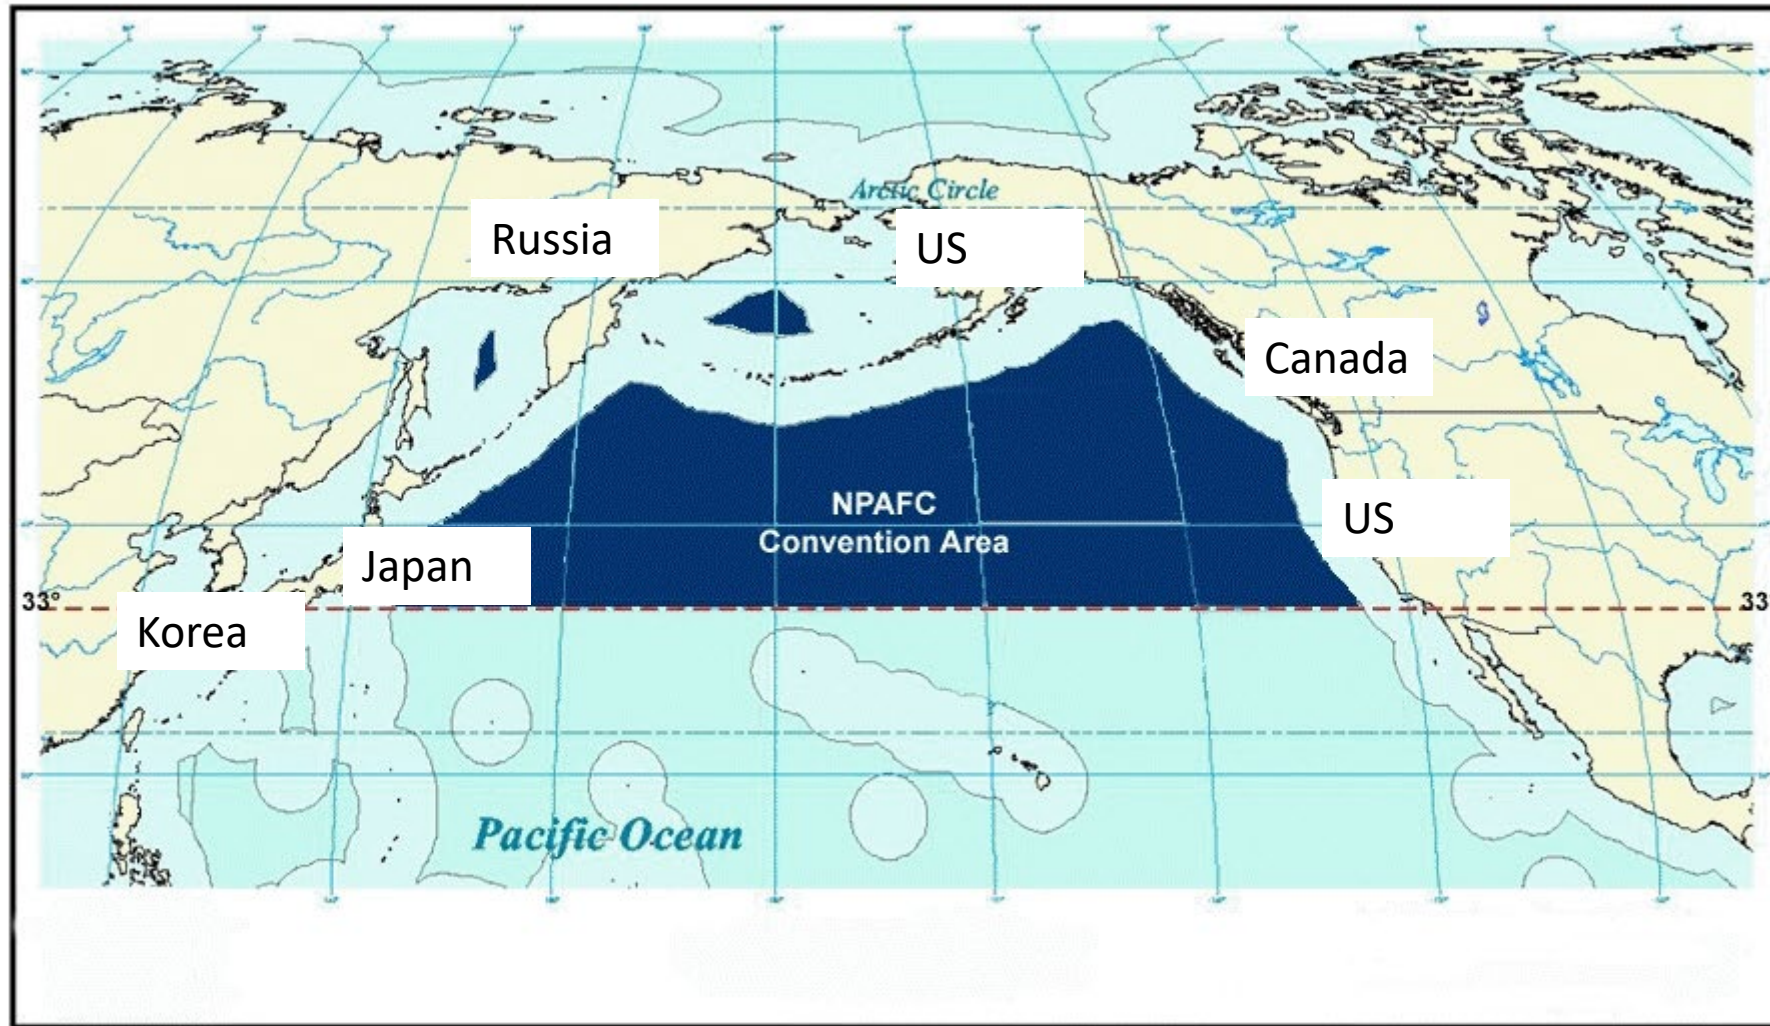 Arctic Circle
Russia
US
Canada
NPAFC
Convention Area
US
Japan
33°
33
Korea
Pacific Ocean